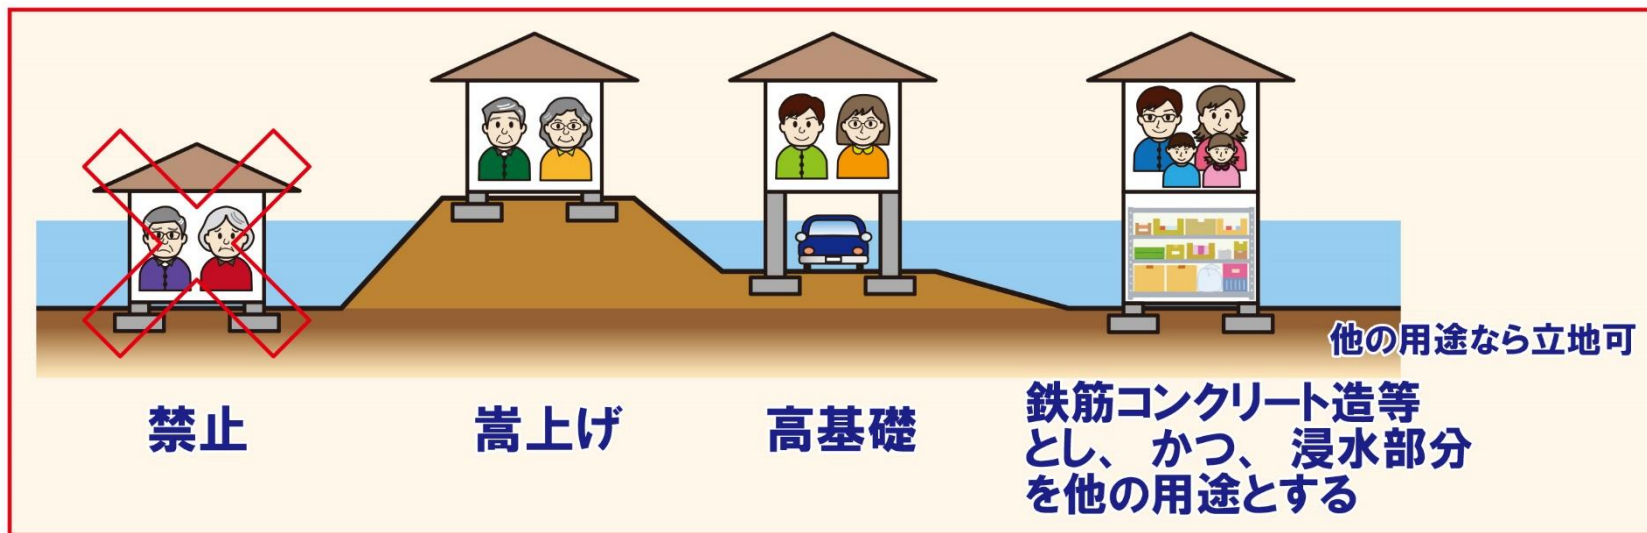 他の用途なら立地可
禁止
嵩上げ
高基礎
鉄筋コンクリート造等
とし、かつ、浸水部分
を他の用途とする